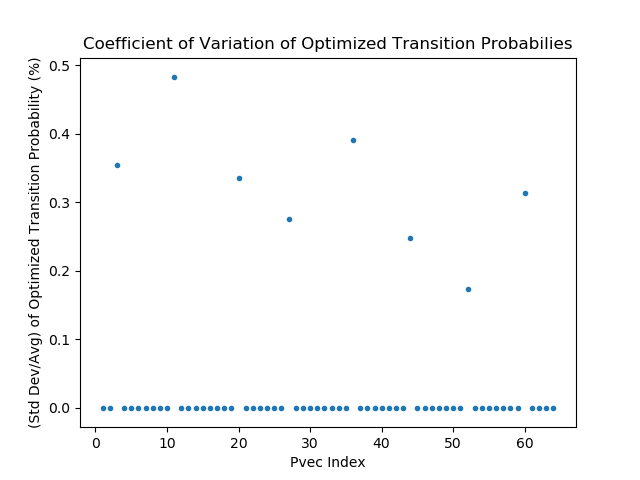 Coefficient of Variation of Optimized Transition Probabilies
(Std Dev/Avg) of Optimized Transition Probability (%)
0.5
0.4
0.3
0.2
0.1
0.0
0 10 20 30 40 50 60
Pvec Index